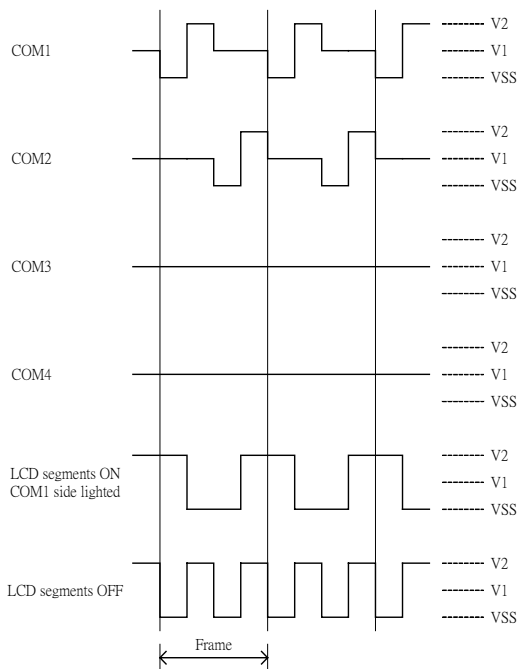 V2
COM1 V1
VSS
V2
COM2 V1
VSS
V2
COM3 V1
VSS
V2
COM4 V1
VSS
V2
LCD segments ON
COM1 side lighted
V1
VSS
V2
LCD segments OFF V1
VSS
Frame